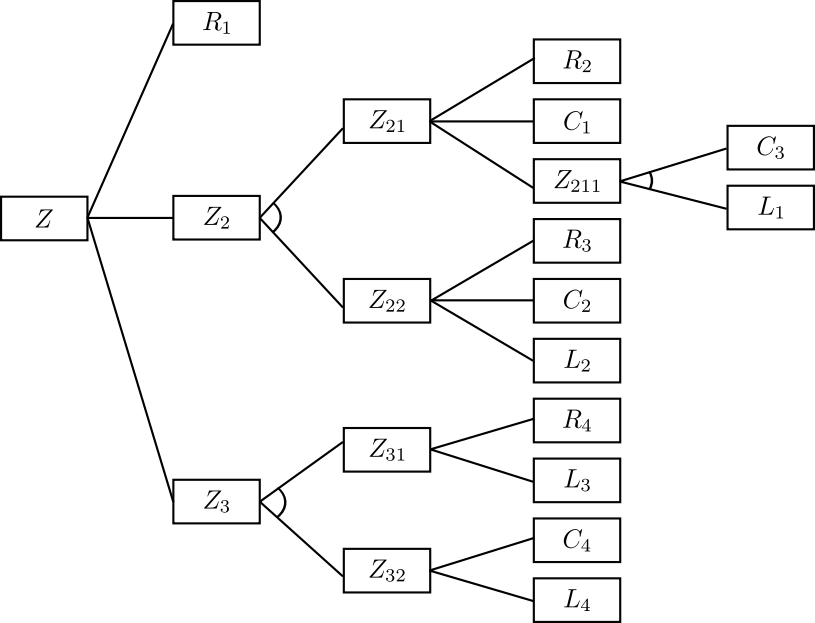 R₁
R₂
Z₂₁
C₁
C₃
Z₂₁₁
L₁
Z
Z₂
R₃
Z₂₂
C₂
L₂
R₄
Z₃₁
L₃
Z₃
C₄
Z₃₂
L₄